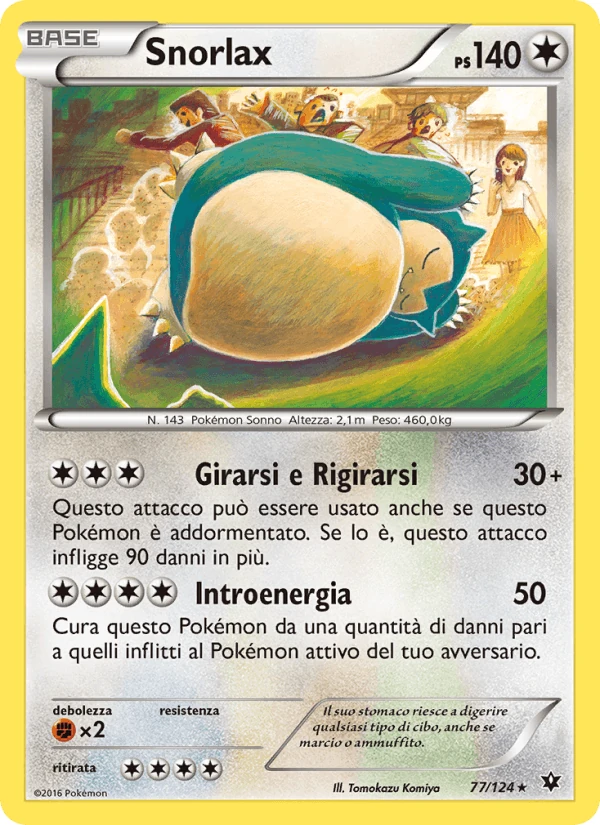 BASE
Snorlax
PS 140
N. 143 Pokémon Sonno Altezza: 2,1 m Peso: 460,0 kg
Girarsi e Rigirarsi 30+
Questo attacco può essere usato anche se questo
Pokémon è addormentato. Se lo è, questo attacco
infligge 90 danni in più.
Introenergia 50
Cura questo Pokémon da una quantità di danni pari
a quelli inflitti al Pokémon attivo del tuo avversario.
debolezza resistenza
×2
ritirata
Il suo stomaco riesce a digerire
qualsiasi tipo di cibo, anche se
marcio o ammuffito.
©2016 Pokémon
Ill. Tomokazu Komiya
77/124 ★